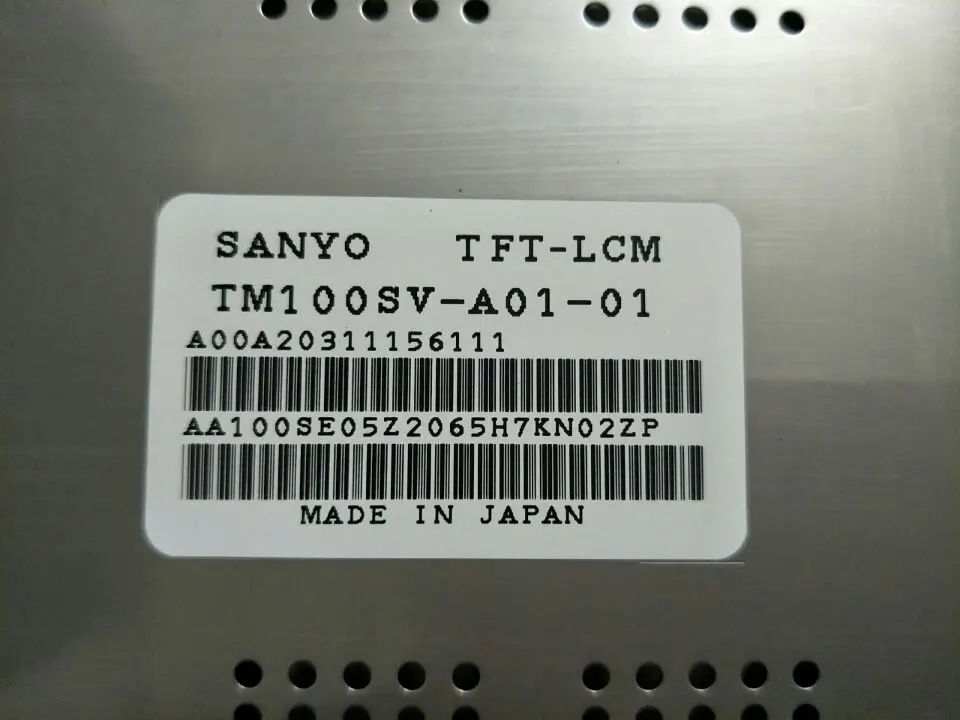 SANYO TFT-LCM
TM100SV-A01-01
A00A20311156111
AA100SE05Z2065H7KN02ZP
MADE IN JAPAN